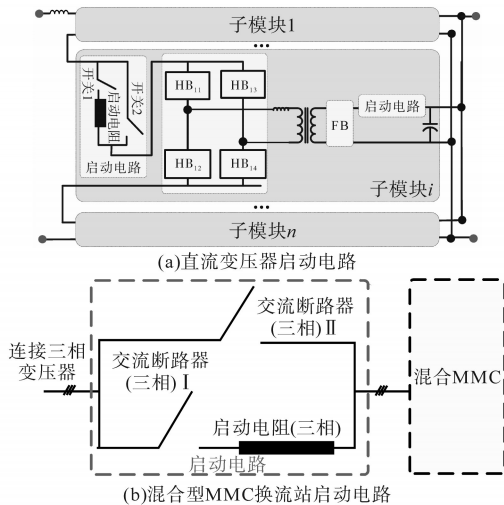 子模块1
开关1
启动电阻
开关2
启动电路
HB11
HB13
HB12
HB14
FB
启动电路
子模块i
子模块n
(a)直流变压器启动电路
连接三相
变压器
交流断路器
(三相)Ⅰ
交流断路器
(三相)Ⅱ
启动电阻(三相)
启动电路
混合MMC
(b)混合型MMC换流站启动电路